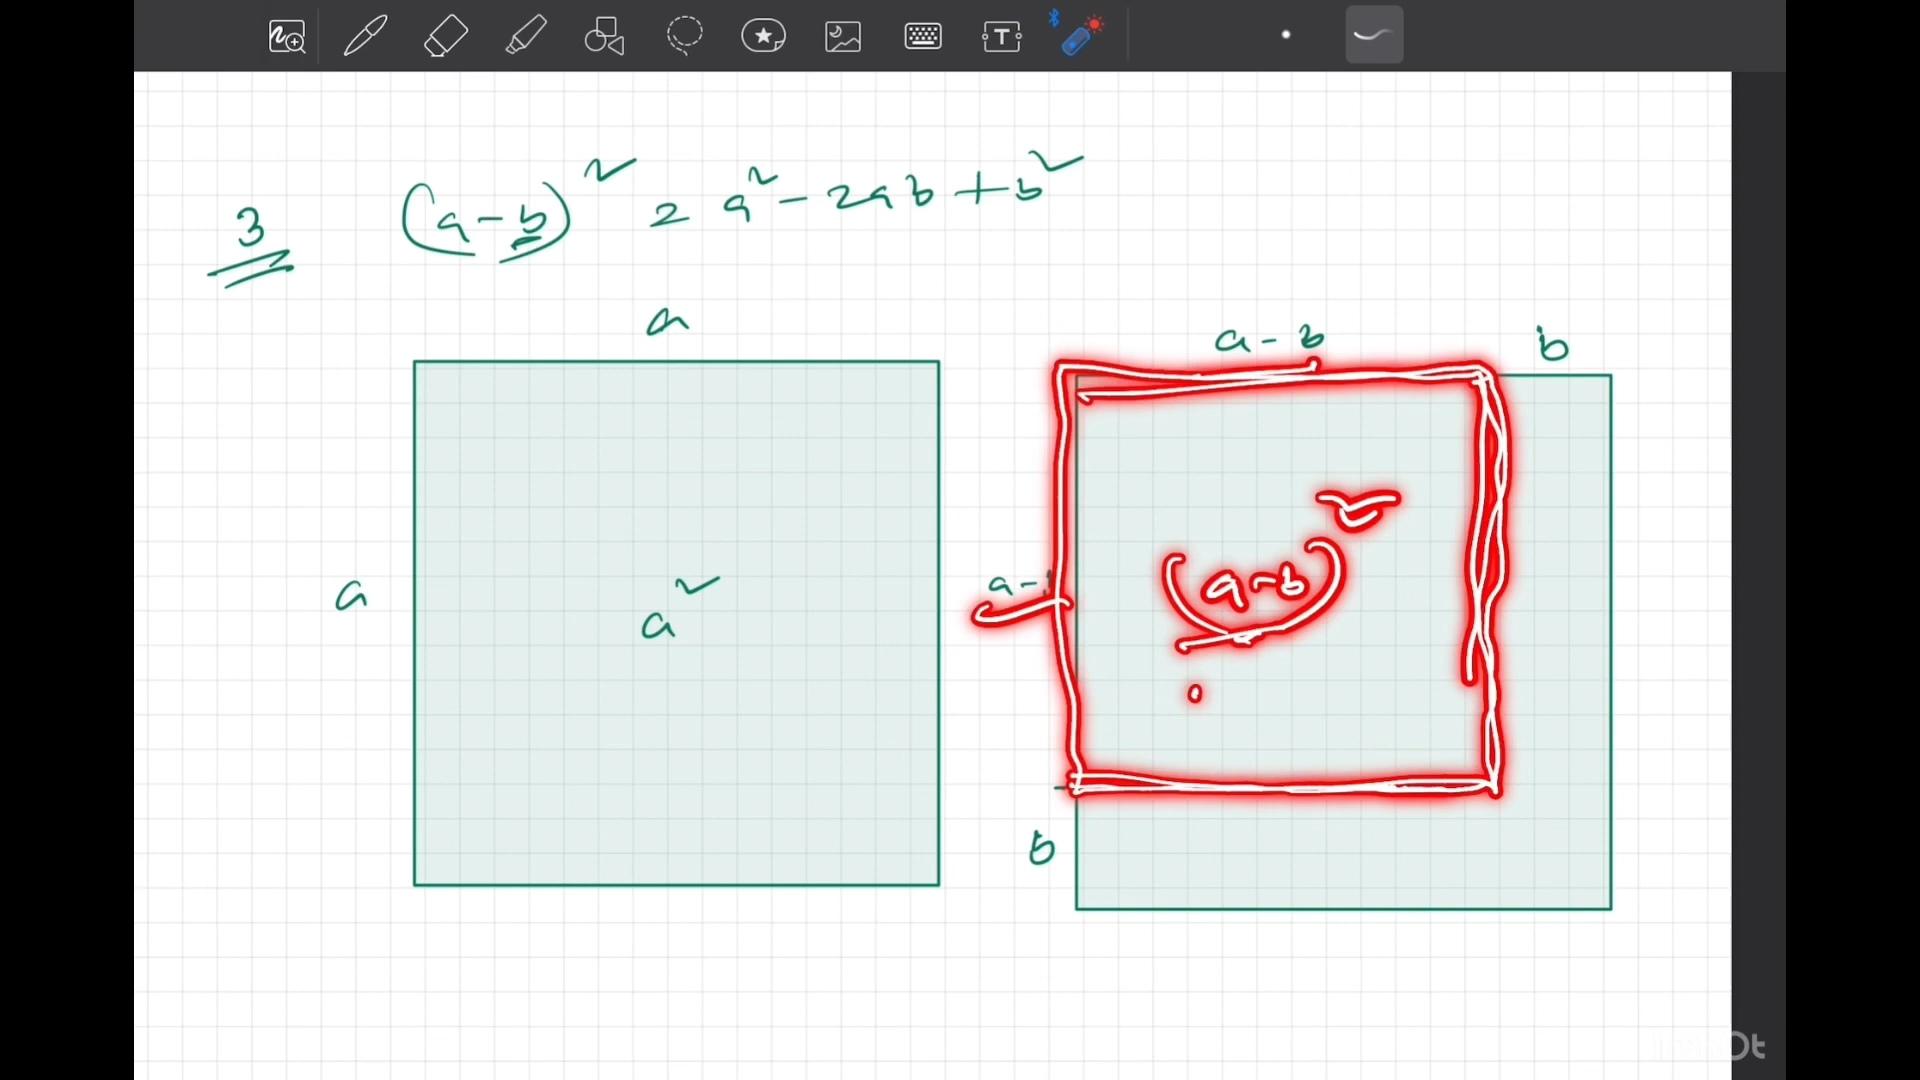 3 (a-b)² = a² - 2ab + b²
a
a - b b
a
a²
a -
(a-b)²
b